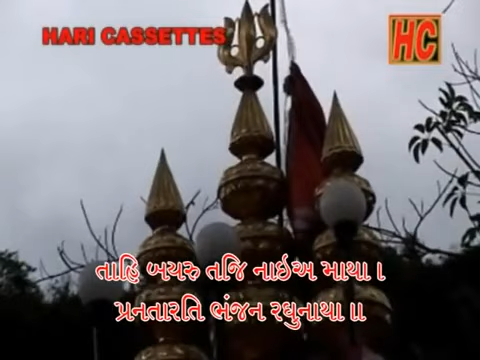 HARI CASSETTES
HC
તાહિ બયરુ તજિ નાઇઅ માથા ।
પ્રનતારતિ ભંજન રઘુનાથા ।।